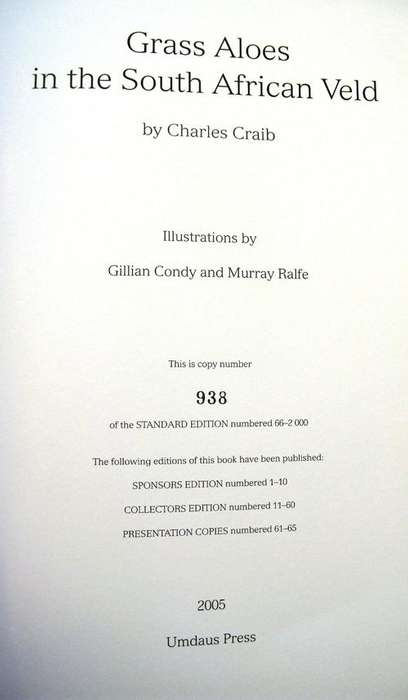 Grass Aloes
in the South African Veld
by Charles Craib
Illustrations by
Gillian Condy and Murray Ralfe
This is copy number
938
of the STANDARD EDITION numbered 66–2 000
The following editions of this book have been published:
SPONSORS EDITION numbered 1–10
COLLECTORS EDITION numbered 11–60
PRESENTATION COPIES numbered 61–65
2005
Umdaus Press